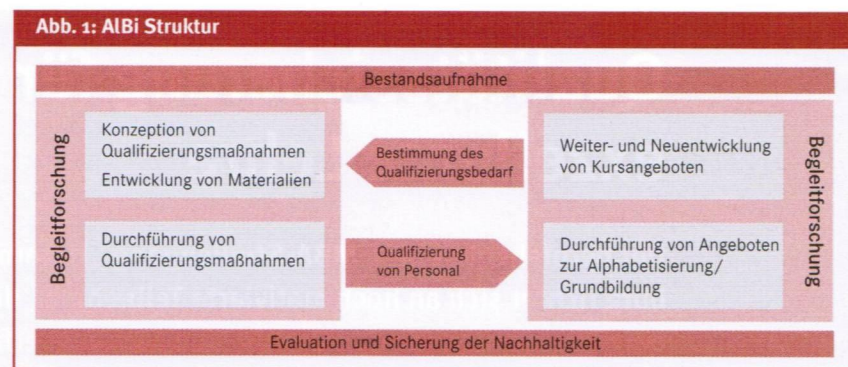 Abb. 1: AlBi Struktur
Bestandsaufnahme
Begleitforschung
Konzeption von
Qualifizierungsmaßnahmen
Entwicklung von Materialien
Durchführung von
Qualifizierungsmaßnahmen
Bestimmung des
Qualifizierungsbedarf
Qualifizierung
von Personal
Weiter- und Neuentwicklung
von Kursangeboten
Durchführung von Angeboten
zur Alphabetisierung/
Grundbildung
Begleitforschung
Evaluation und Sicherung der Nachhaltigkeit